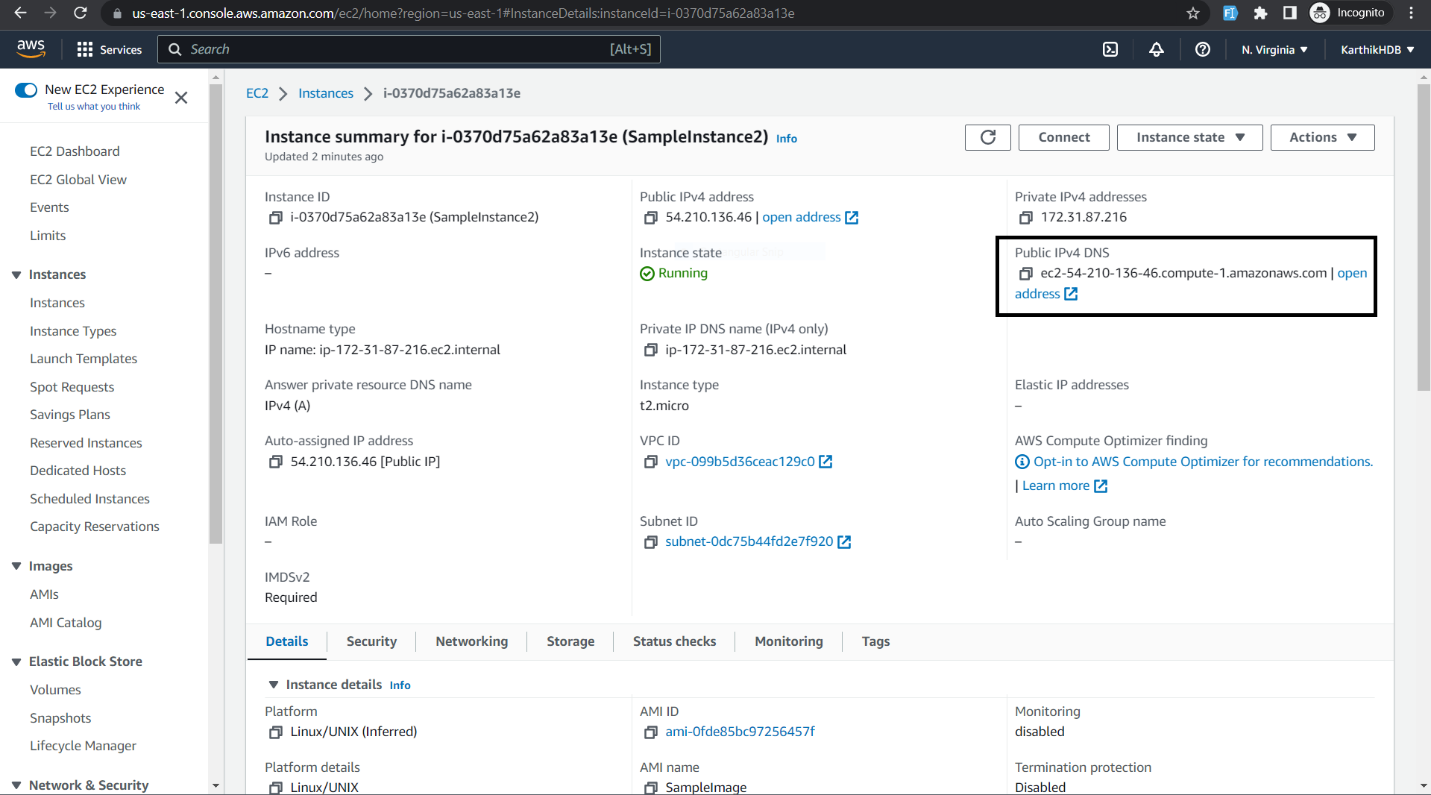 us-east-1.console.aws.amazon.com/ec2/home?region=us-east-1#InstanceDetails:instanceId=i-0370d75a62a83a13e
Incognito
aws
Services
Search
[Alt+S]
N. Virginia
KarthikHDB
New EC2 Experience
Tell us what you think
EC2 Dashboard
EC2 Global View
Events
Limits
Instances
Instances
Instance Types
Launch Templates
Spot Requests
Savings Plans
Reserved Instances
Dedicated Hosts
Scheduled Instances
Capacity Reservations
Images
AMIs
AMI Catalog
Elastic Block Store
Volumes
Snapshots
Lifecycle Manager
Network & Security
EC2 > Instances > i-0370d75a62a83a13e
Instance summary for i-0370d75a62a83a13e (SampleInstance2) Info
Updated 2 minutes ago
Connect
Instance state
Actions
Instance ID
i-0370d75a62a83a13e (SampleInstance2)
Public IPv4 address
54.210.136.46 | open address
Private IPv4 addresses
172.31.87.216
IPv6 address
–
Instance state
Running
Public IPv4 DNS
ec2-54-210-136-46.compute-1.amazonaws.com | open
address
Hostname type
IP name: ip-172-31-87-216.ec2.internal
Private IP DNS name (IPv4 only)
ip-172-31-87-216.ec2.internal
Answer private resource DNS name
IPv4 (A)
Instance type
t2.micro
Elastic IP addresses
–
Auto-assigned IP address
54.210.136.46 [Public IP]
VPC ID
vpc-099b5d36ceac129c0
AWS Compute Optimizer finding
Opt-in to AWS Compute Optimizer for recommendations.
| Learn more
IAM Role
–
Subnet ID
subnet-0dc75b44fd2e7f920
Auto Scaling Group name
–
IMDSv2
Required
Details
Security
Networking
Storage
Status checks
Monitoring
Tags
Instance details Info
Platform
Linux/UNIX (Inferred)
AMI ID
ami-0fde85bc97256457f
Monitoring
disabled
Platform details
Linux/UNIX
AMI name
SampleImage
Termination protection
Disabled